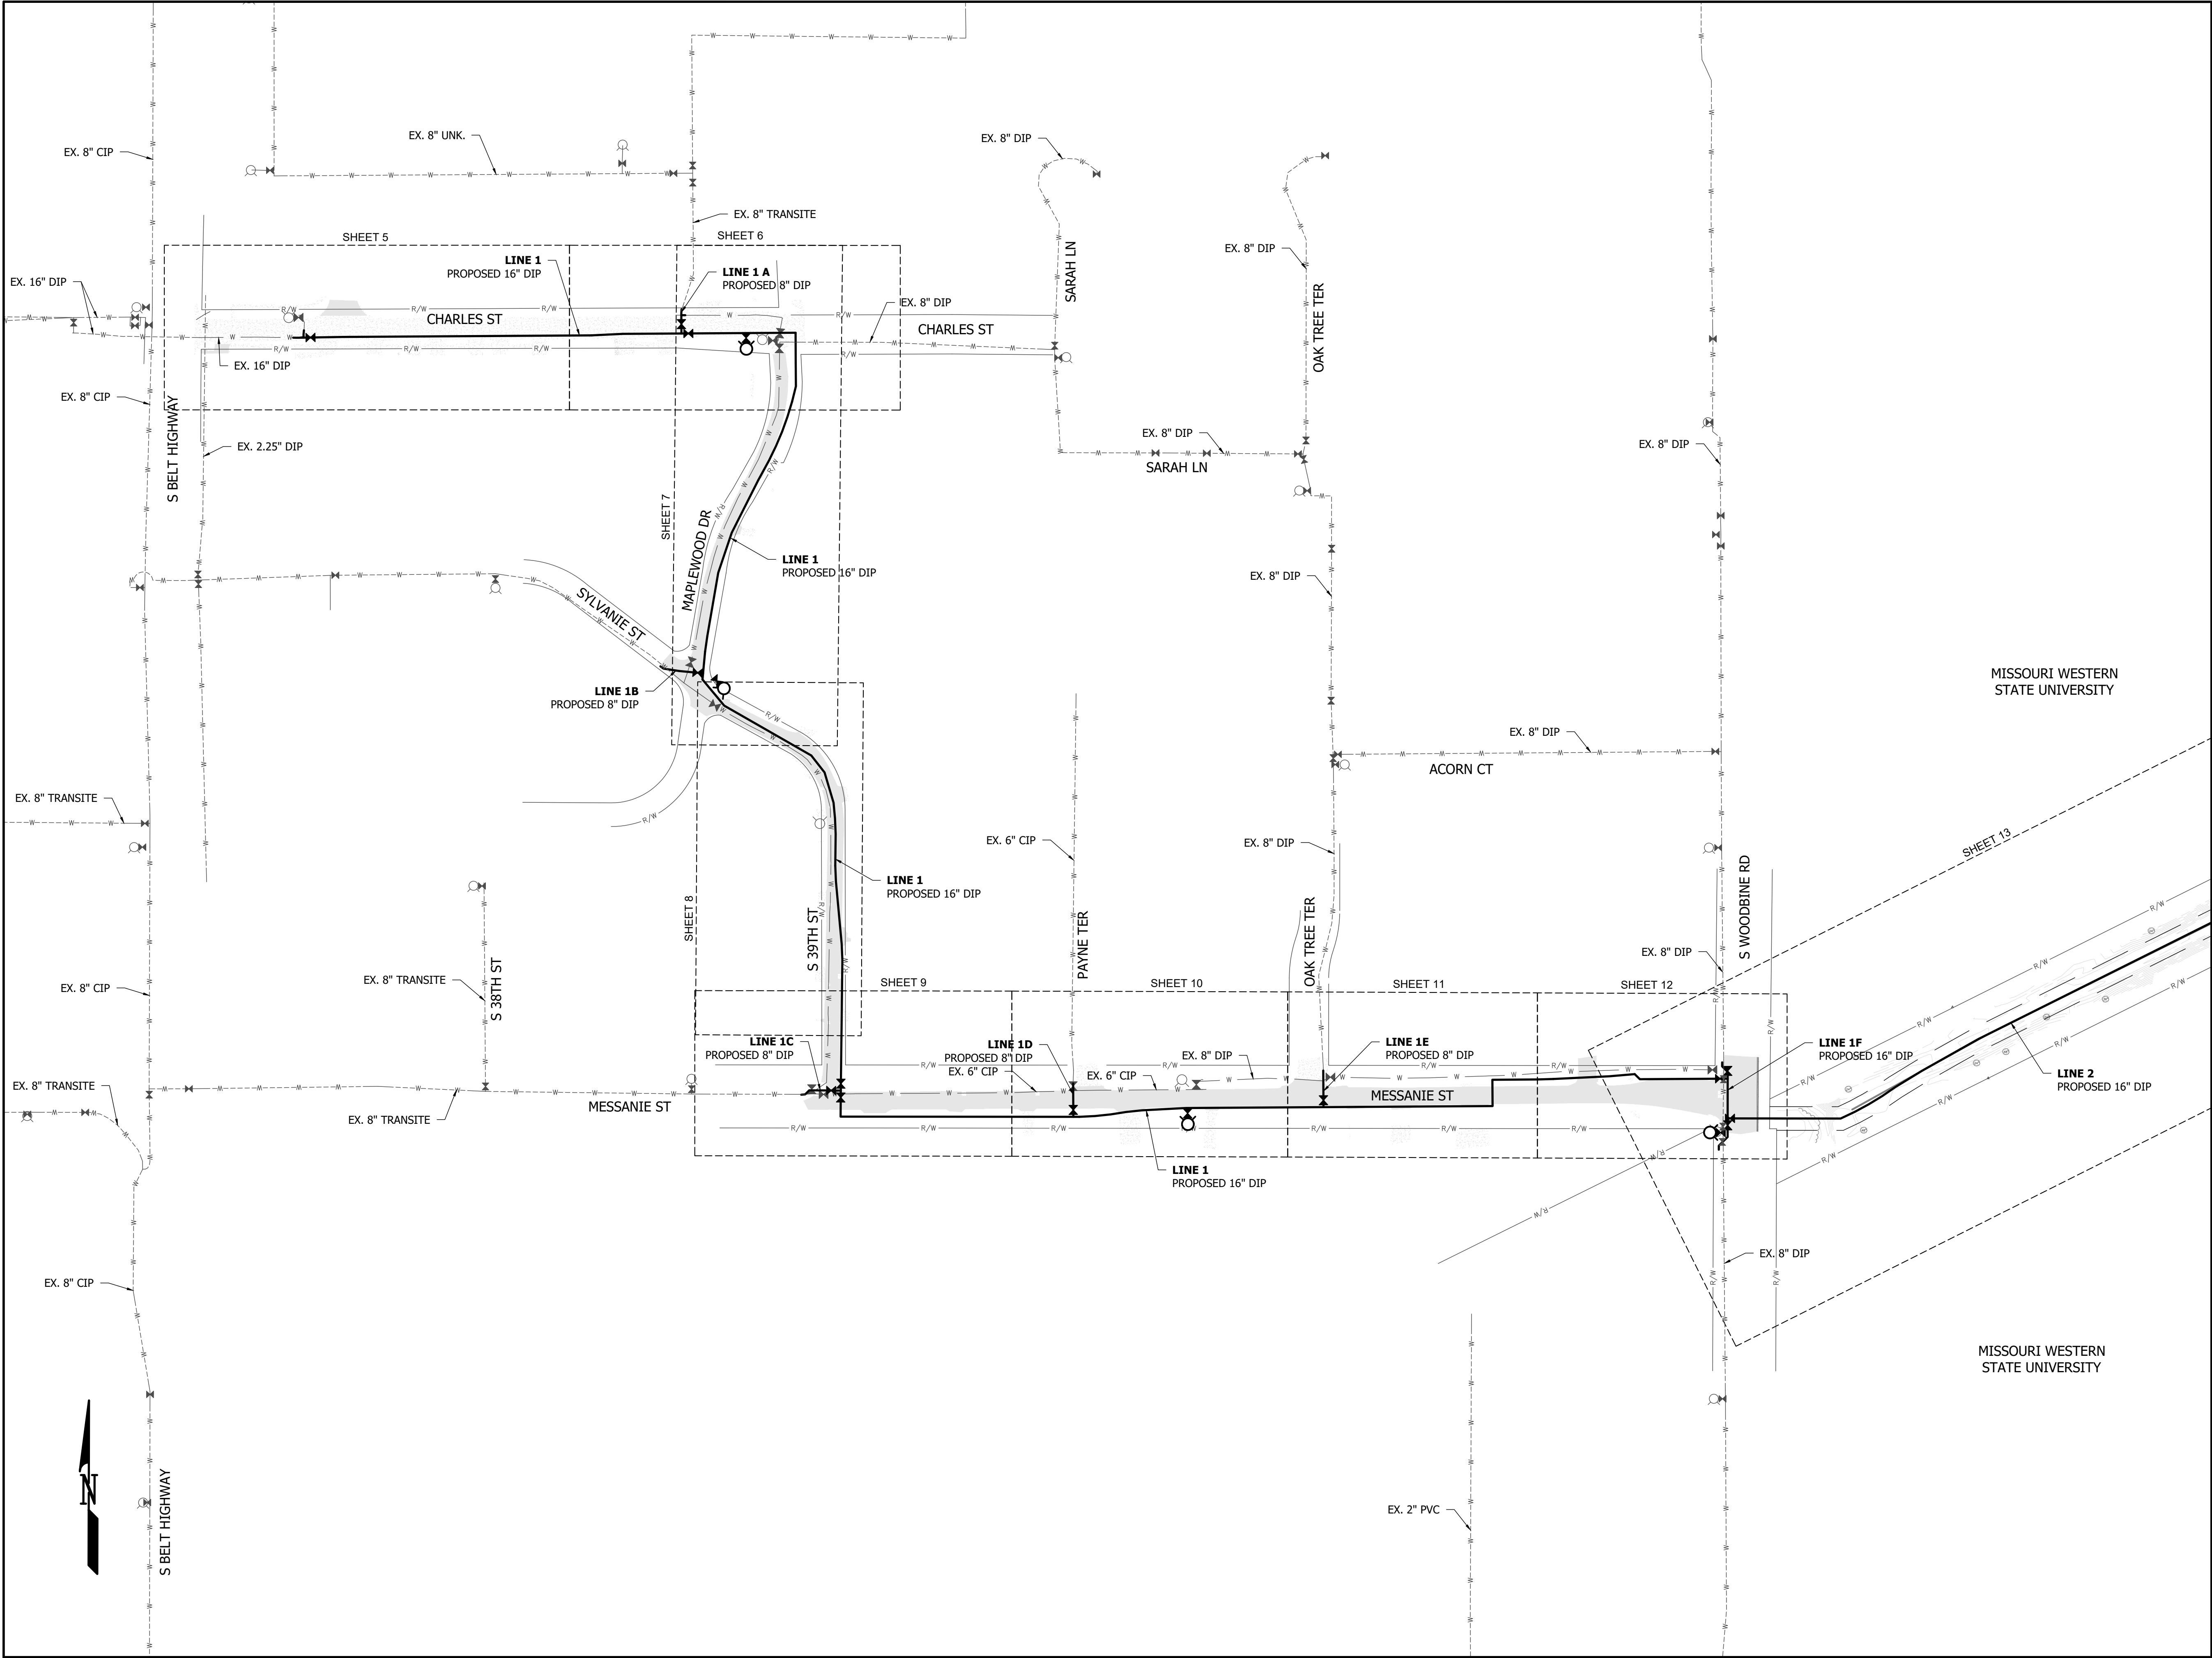 EX. 8" UNK.
EX. 8" CIP
EX. 8" DIP
EX. 8" TRANSITE
SHEET 5
SHEET 6
LINE 1
PROPOSED 16" DIP
LINE 1 A
PROPOSED 8" DIP
EX. 8" DIP
SARAH LN
EX. 16" DIP
OAK TREE TER
EX. 8" DIP
CHARLES ST
CHARLES ST
EX. 16" DIP
EX. 8" CIP
S BELT HIGHWAY
EX. 2.25" DIP
EX. 8" DIP
SARAH LN
EX. 8" DIP
SHEET 7
MAPLEWOOD DR
LINE 1
PROPOSED 16" DIP
EX. 8" DIP
SYLVANIE ST
LINE 1B
PROPOSED 8" DIP
MISSOURI WESTERN
STATE UNIVERSITY
EX. 8" DIP
ACORN CT
EX. 8" TRANSITE
EX. 6" CIP
EX. 8" DIP
SHEET 13
LINE 1
PROPOSED 16" DIP
SHEET 8
S 39TH ST
PAYNE TER
OAK TREE TER
S WOODBINE RD
EX. 8" DIP
EX. 8" CIP
EX. 8" TRANSITE
S 38TH ST
SHEET 9
SHEET 10
SHEET 11
SHEET 12
LINE 1C
PROPOSED 8" DIP
LINE 1D
PROPOSED 8" DIP
EX. 6" CIP
EX. 6" CIP
EX. 8" DIP
LINE 1E
PROPOSED 8" DIP
LINE 1F
PROPOSED 16" DIP
LINE 2
PROPOSED 16" DIP
EX. 8" TRANSITE
EX. 8" TRANSITE
MESSANIE ST
MESSANIE ST
LINE 1
PROPOSED 16" DIP
EX. 8" CIP
EX. 8" DIP
MISSOURI WESTERN
STATE UNIVERSITY
N
S BELT HIGHWAY
EX. 2" PVC
R/W
W